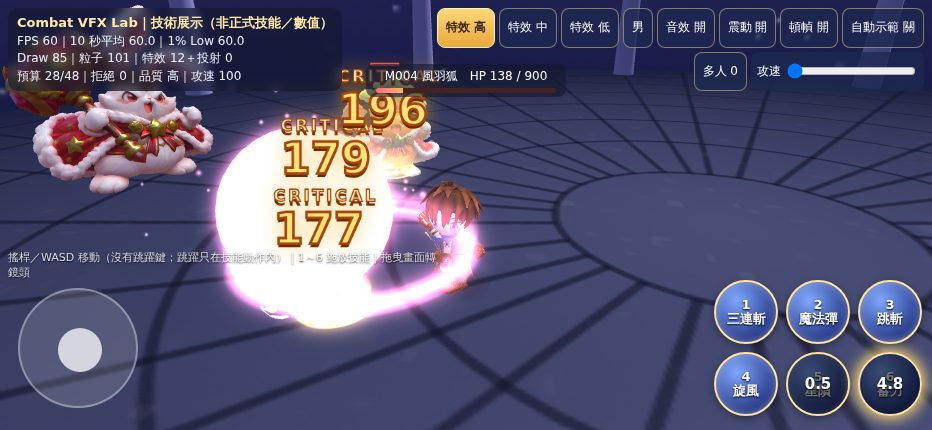 Combat VFX Lab｜技術展示（非正式技能／數值）
FPS 60｜10 秒平均 60.0｜1% Low 60.0
Draw 85｜粒子 101｜特效 12＋投射 0
預算 28/48｜拒絕 0｜品質 高｜攻速 100
特效 高
特效 中
特效 低
男
音效 開
震動 開
頓幀 開
自動示範 關
多人 0
攻速
M004 風羽狐 HP 138 / 900
196
CRITICAL
179
CRITICAL
177
搖桿／WASD 移動（沒有跳躍鍵；跳躍只在技能動作內）｜1～6 施放技能｜拖曳畫面轉
鏡頭
1
三連斬
2
魔法彈
3
跳斬
4
旋風
0.5
4.8